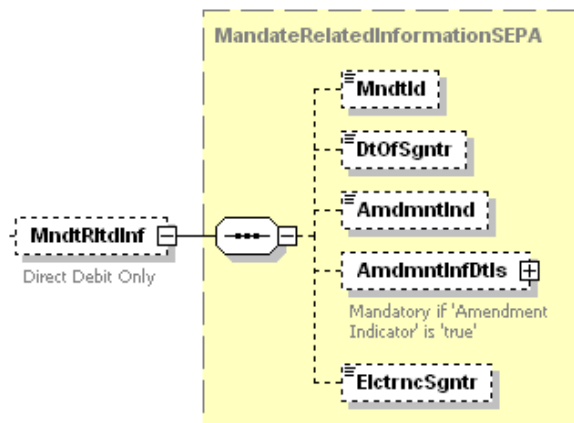 MandateRelatedInformationSEPA
MndtId
DtOfSgntr
AmdmntInd
MndtRltdInf
Direct Debit Only
AmdmntInfDtls
Mandatory if 'Amendment
Indicator' is 'true'
ElctrncSgntr